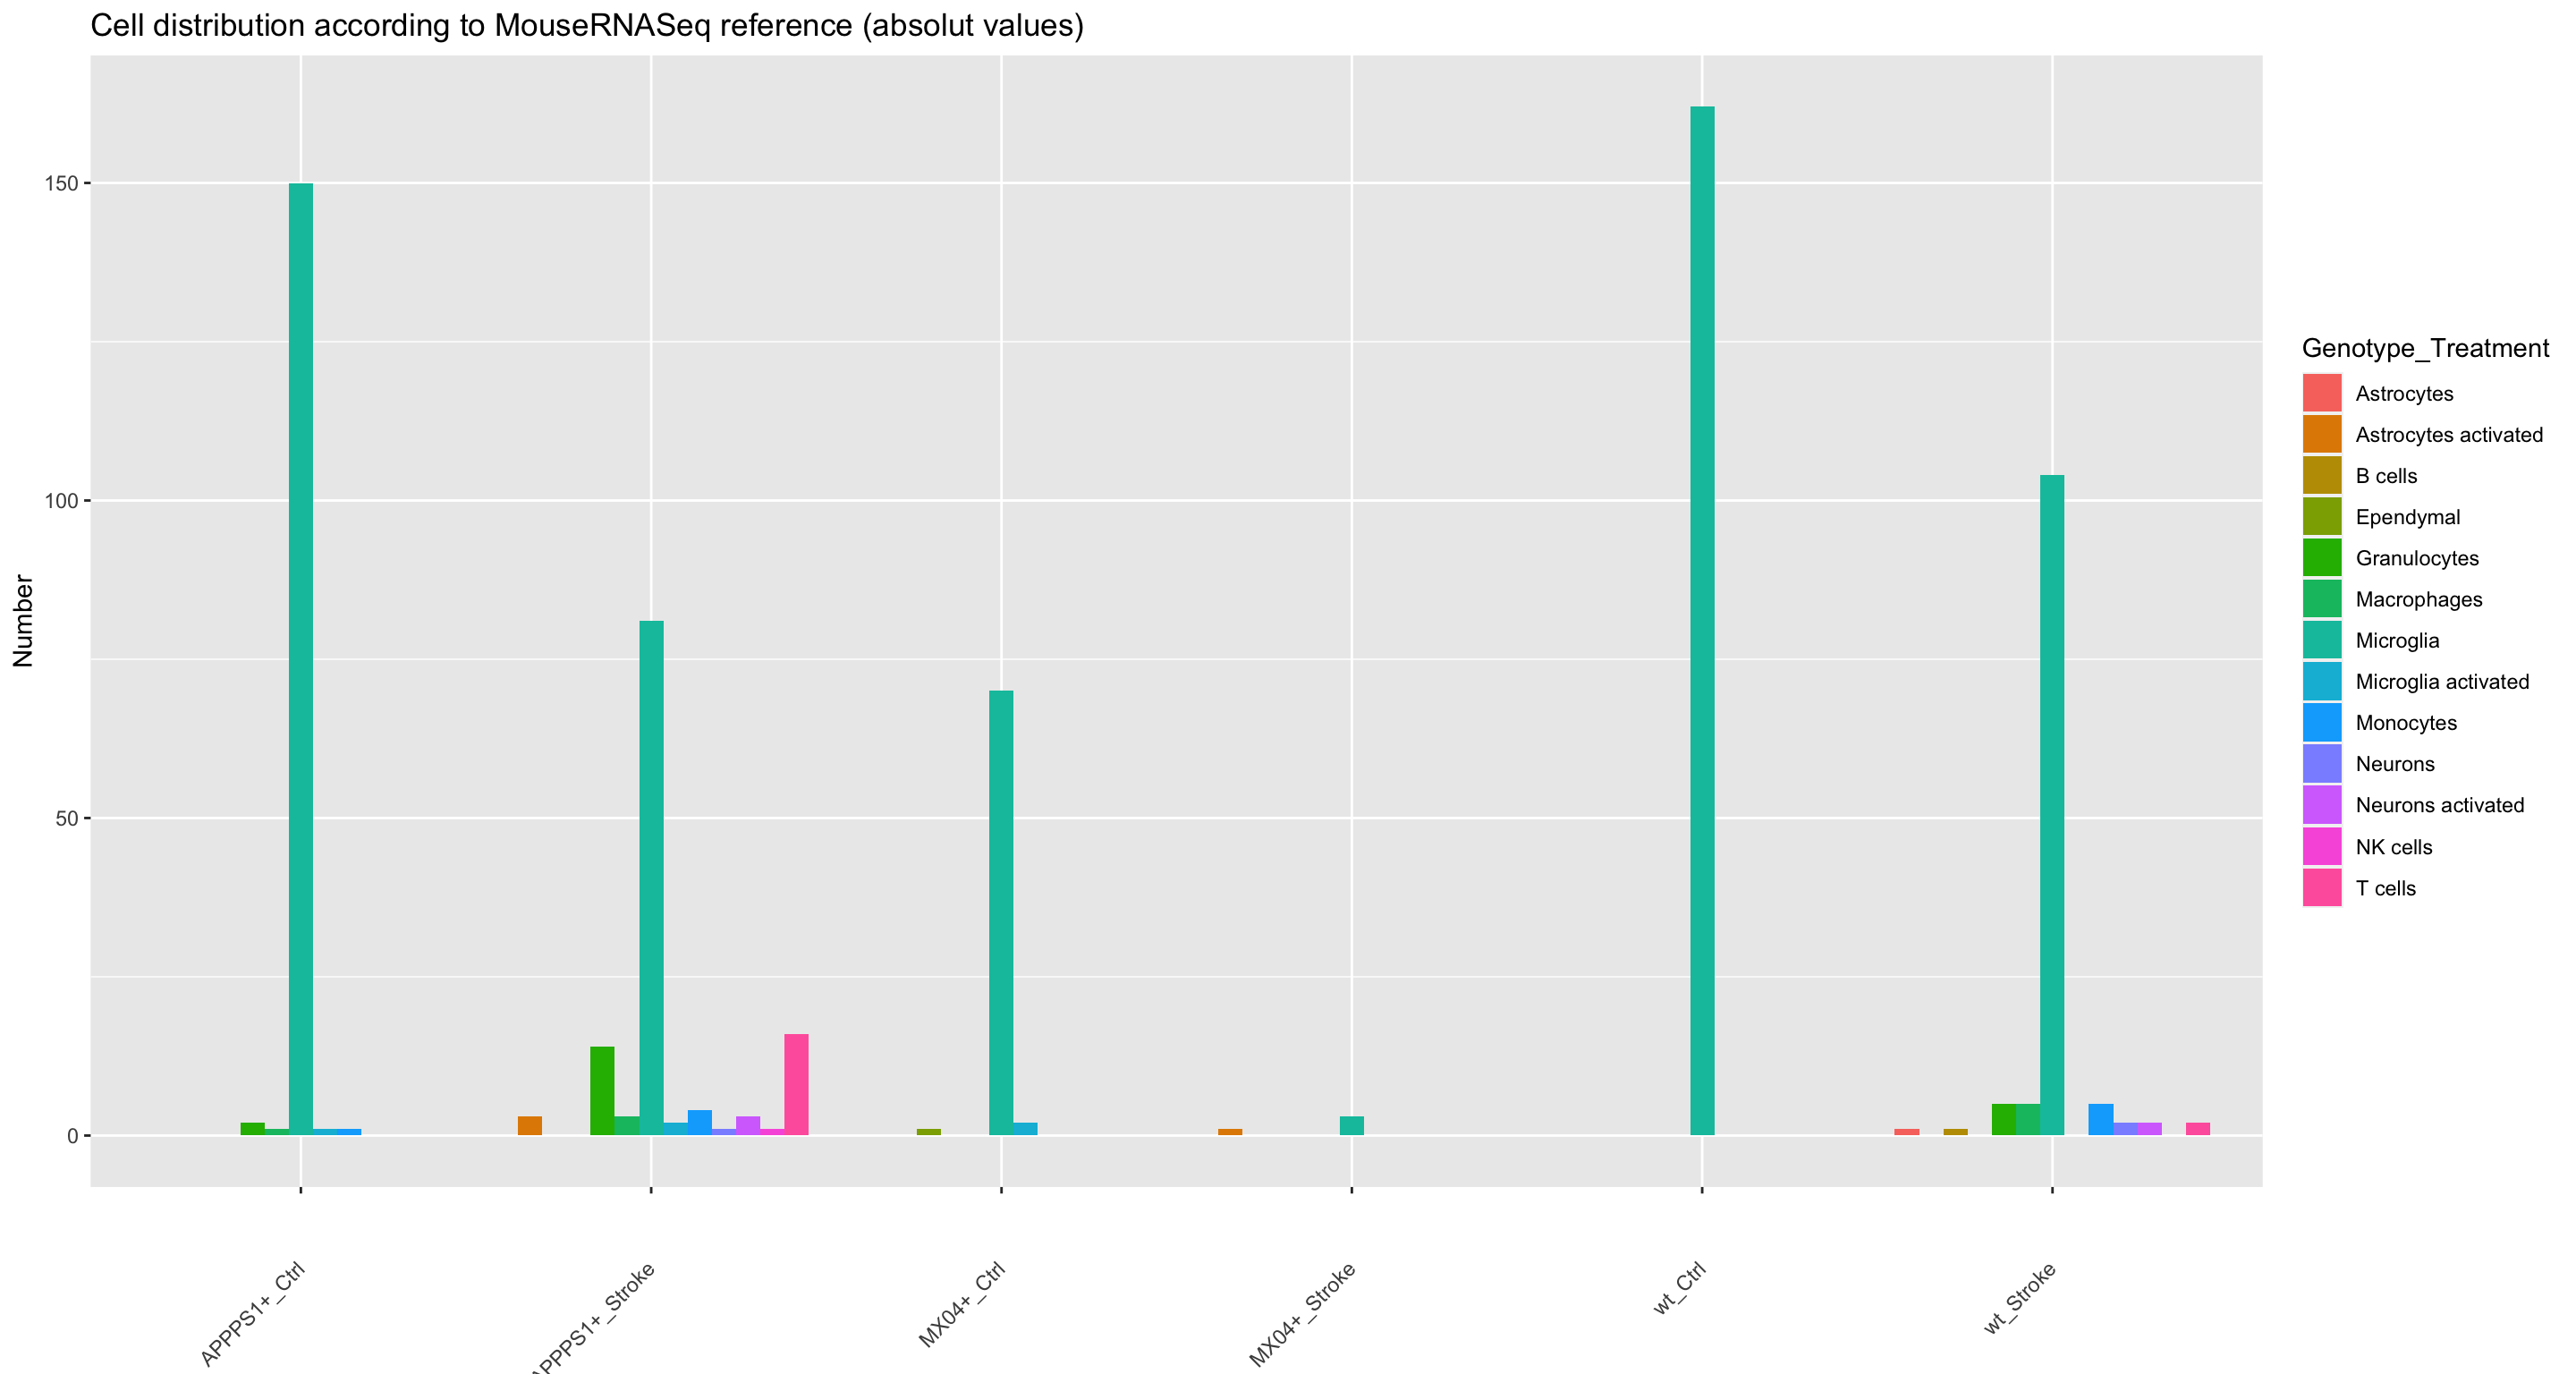 Cell distribution according to MouseRNASeq reference (absolut values)
Number
150
100
50
0
APPPS1+_Ctrl
APPPS1+_Stroke
MX04+_Ctrl
MX04+_Stroke
wt_Ctrl
wt_Stroke
Genotype_Treatment
Astrocytes
Astrocytes activated
B cells
Ependymal
Granulocytes
Macrophages
Microglia
Microglia activated
Monocytes
Neurons
Neurons activated
NK cells
T cells